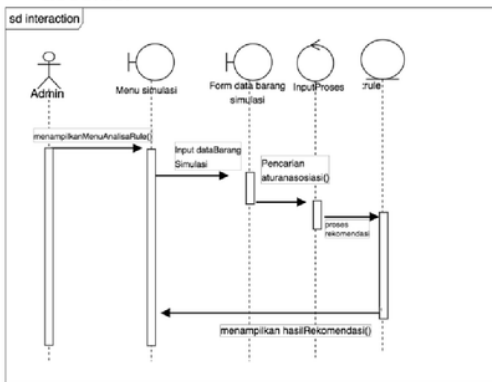 sd interaction
Admin
Menu simulasi
Form data barang
simulasi
InputProses
:rule
menampilkanMenuAnalisaRule()
Input dataBarang
Simulasi
Pencarian
aturanasosiasi()
proses
rekomendasi
menampilkan hasilRekomendasi()